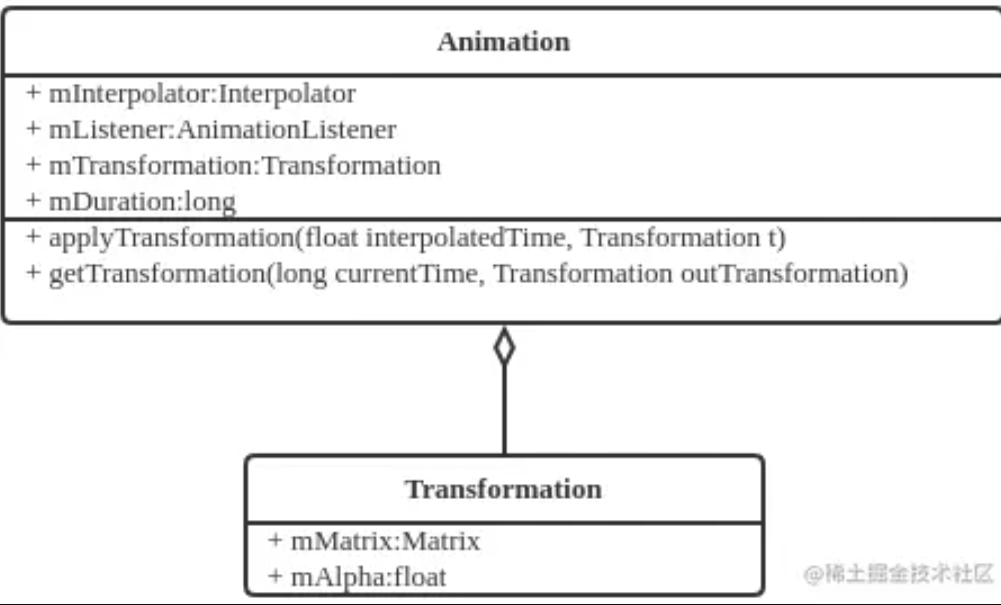 Animation
+ mInterpolator:Interpolator
+ mListener:AnimationListener
+ mTransformation:Transformation
+ mDuration:long
+ applyTransformation(float interpolatedTime, Transformation t)
+ getTransformation(long currentTime, Transformation outTransformation)
Transformation
+ mMatrix:Matrix
+ mAlpha:float
@稀土掘金技术社区